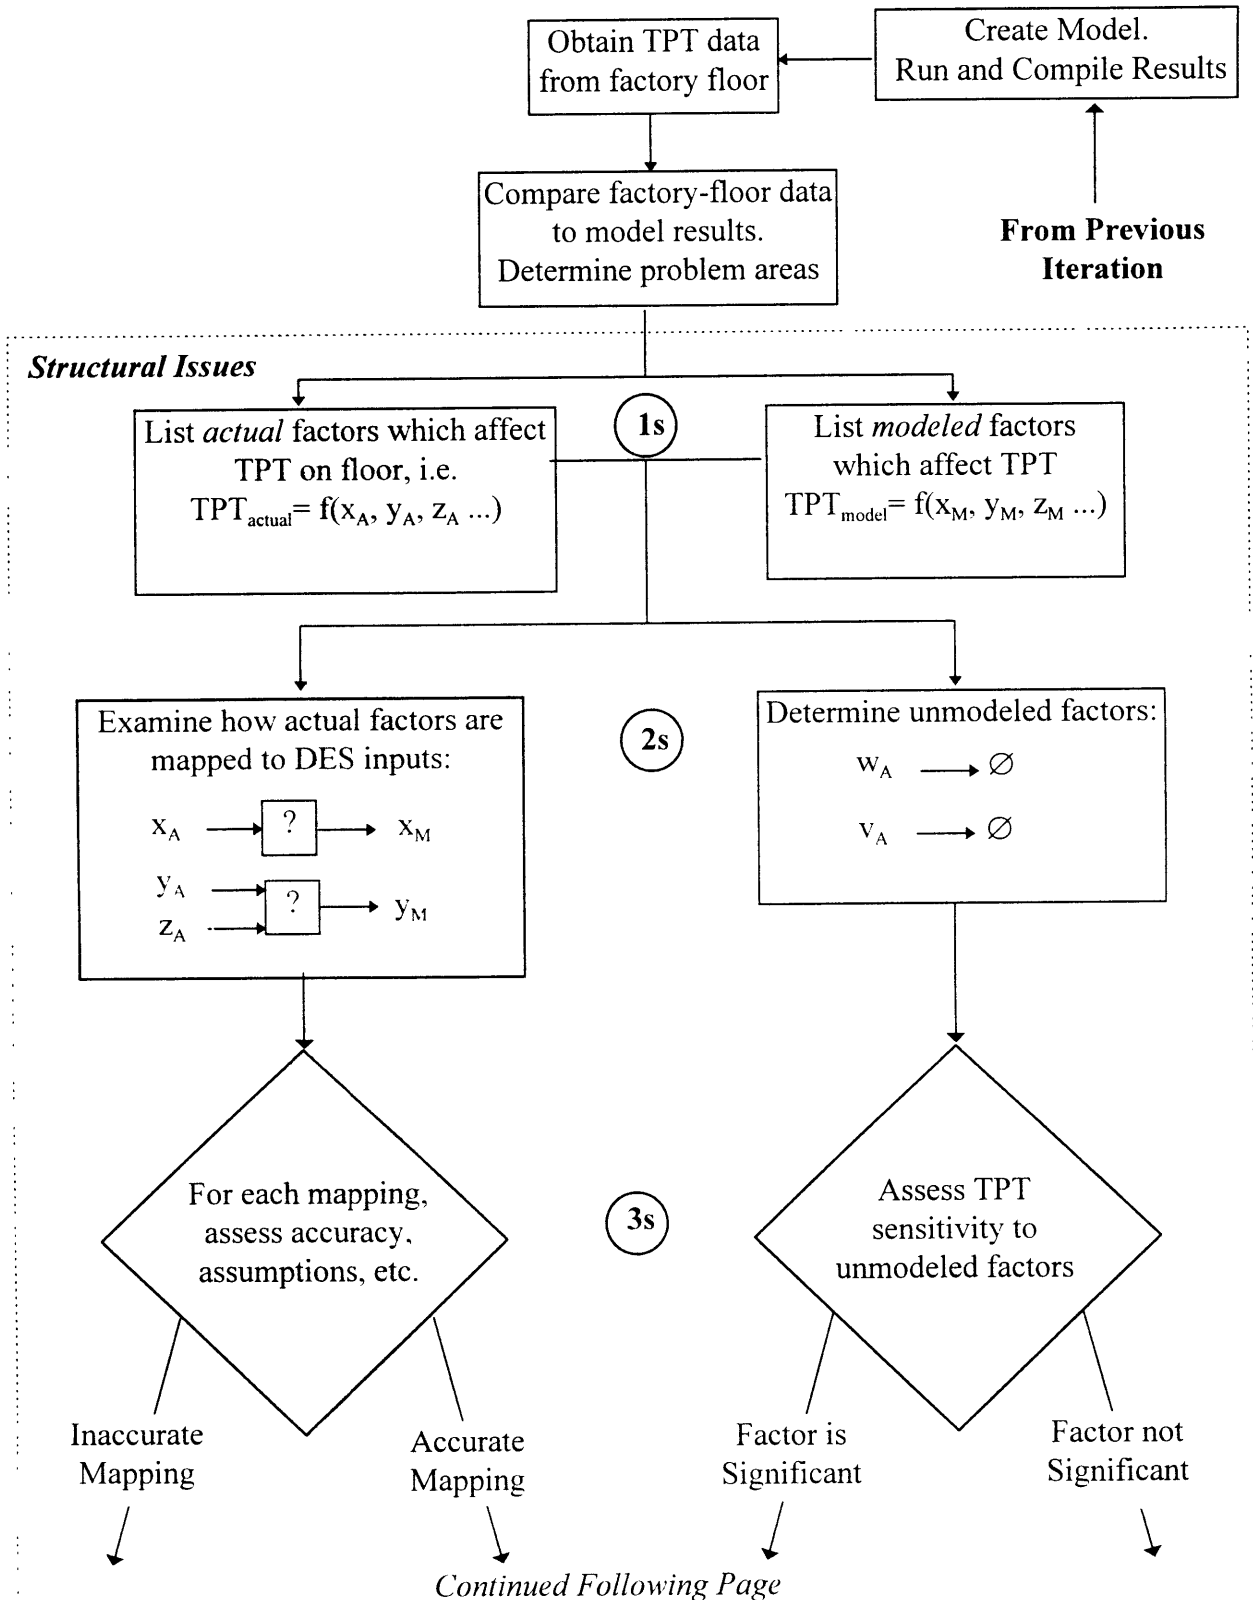 Obtain TPT data
from factory floor
Create Model.
Run and Compile Results
Compare factory-floor data
to model results.
Determine problem areas
From Previous
Iteration
Structural Issues
List actual factors which affect
TPT on floor, i.e.
TPTactual= f(xA, yA, zA ...)
1s
List modeled factors
which affect TPT
TPTmodel= f(xM, yM, zM ...)
Examine how actual factors are
mapped to DES inputs:
xA ? xM
yA
? yM
zA
2s
Determine unmodeled factors:
wA ∅
vA ∅
For each mapping,
assess accuracy,
assumptions, etc.
3s
Assess TPT
sensitivity to
unmodeled factors
Inaccurate
Mapping
Accurate
Mapping
Factor is
Significant
Factor not
Significant
Continued Following Page